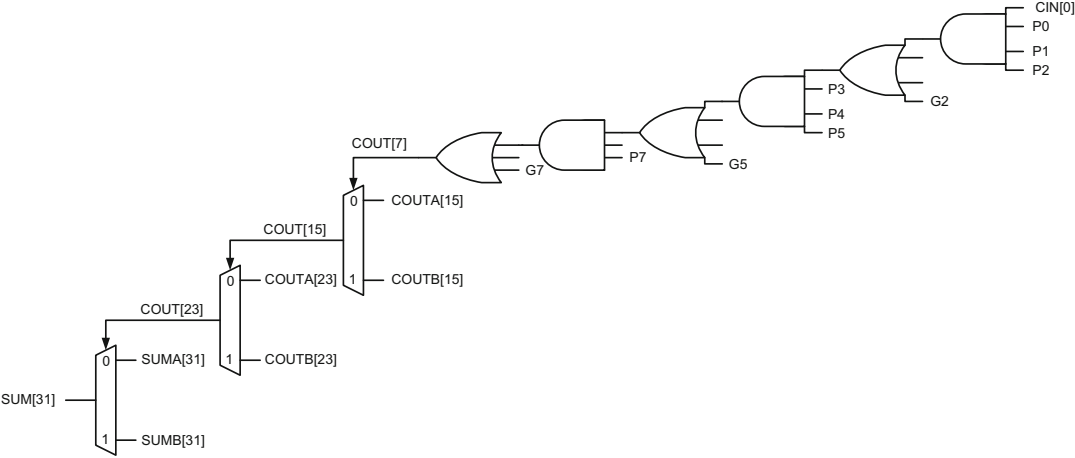 CIN[0]
P0
P1
P2
P3
G2
P4
P5
COUT[7]
P7
G5
G7
0
COUTA[15]
COUT[15]
1
COUTB[15]
0
COUTA[23]
COUT[23]
1
COUTB[23]
0
SUMA[31]
SUM[31]
1
SUMB[31]